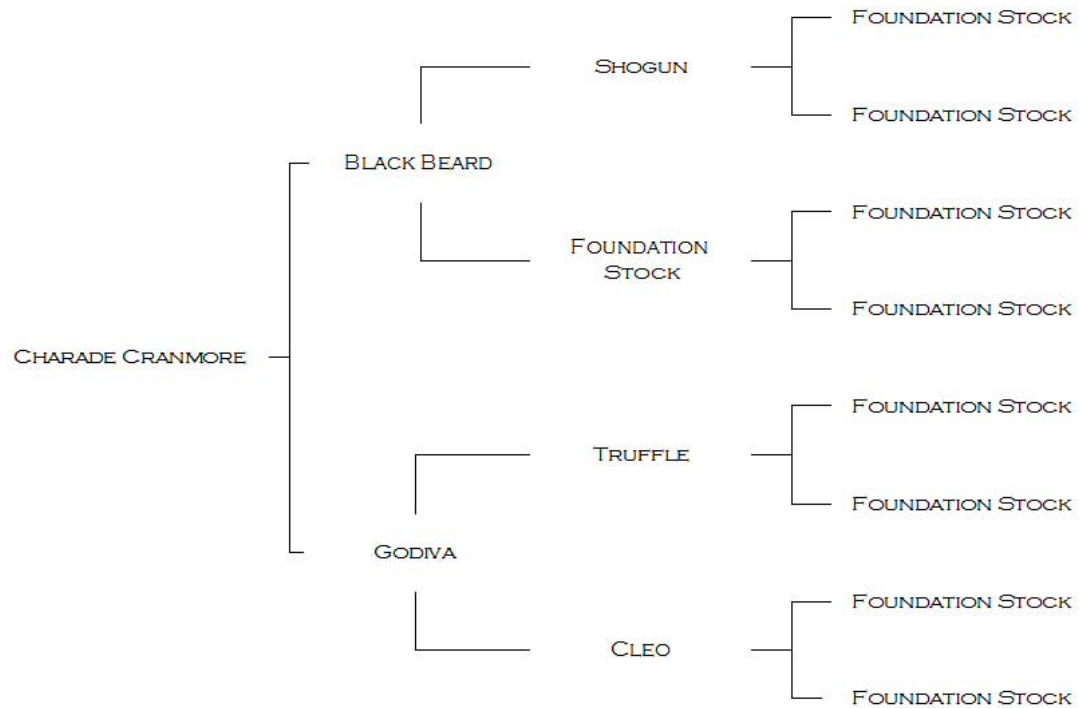 Foundation Stock
Shogun
Foundation Stock
Black Beard
Foundation Stock
Foundation
Stock
Foundation Stock
Charade Cranmore
Foundation Stock
Truffle
Foundation Stock
Godiva
Foundation Stock
Cleo
Foundation Stock